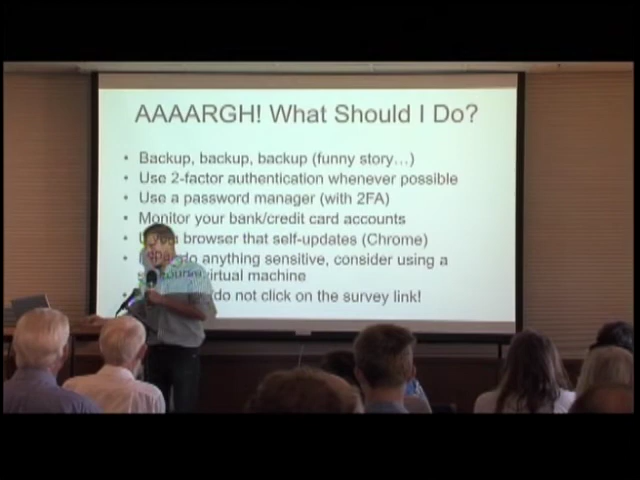 AAAARGH! What Should I Do?
• Backup, backup, backup (funny story…)
• Use 2-factor authentication whenever possible
• Use a password manager (with 2FA)
• Monitor your bank/credit card accounts
• browser that self-updates (Chrome)
• do anything sensitive, consider using a
virtual machine
• do not click on the survey link!